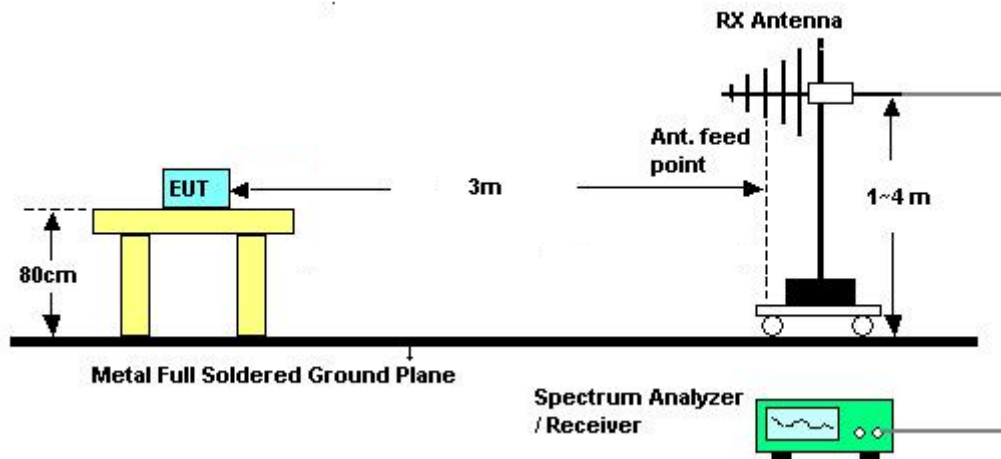 RX Antenna
Ant. feed
point
EUT
3m
1~4 m
80cm
Metal Full Soldered Ground Plane
Spectrum Analyzer
/ Receiver